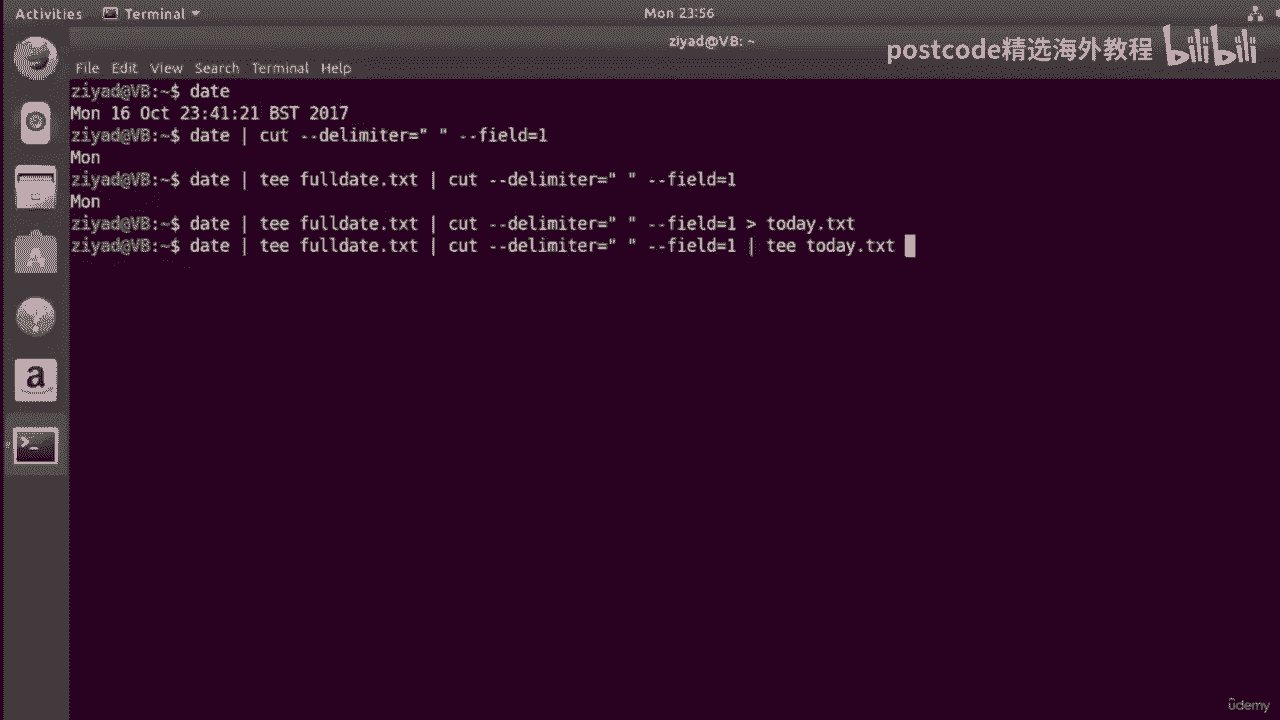 Activities Terminal Mon 23:56
ziyad@VB: ~
postcode精选海外教程 bilibili
File Edit View Search Terminal Help
ziyad@VB:~$ date
Mon 16 Oct 23:41:21 BST 2017
ziyad@VB:~$ date | cut --delimiter=" " --field=1
Mon
ziyad@VB:~$ date | tee fulldate.txt | cut --delimiter=" " --field=1
Mon
ziyad@VB:~$ date | tee fulldate.txt | cut --delimiter=" " --field=1 > today.txt
ziyad@VB:~$ date | tee fulldate.txt | cut --delimiter=" " --field=1 | tee today.txt
a
>_
ûdemy